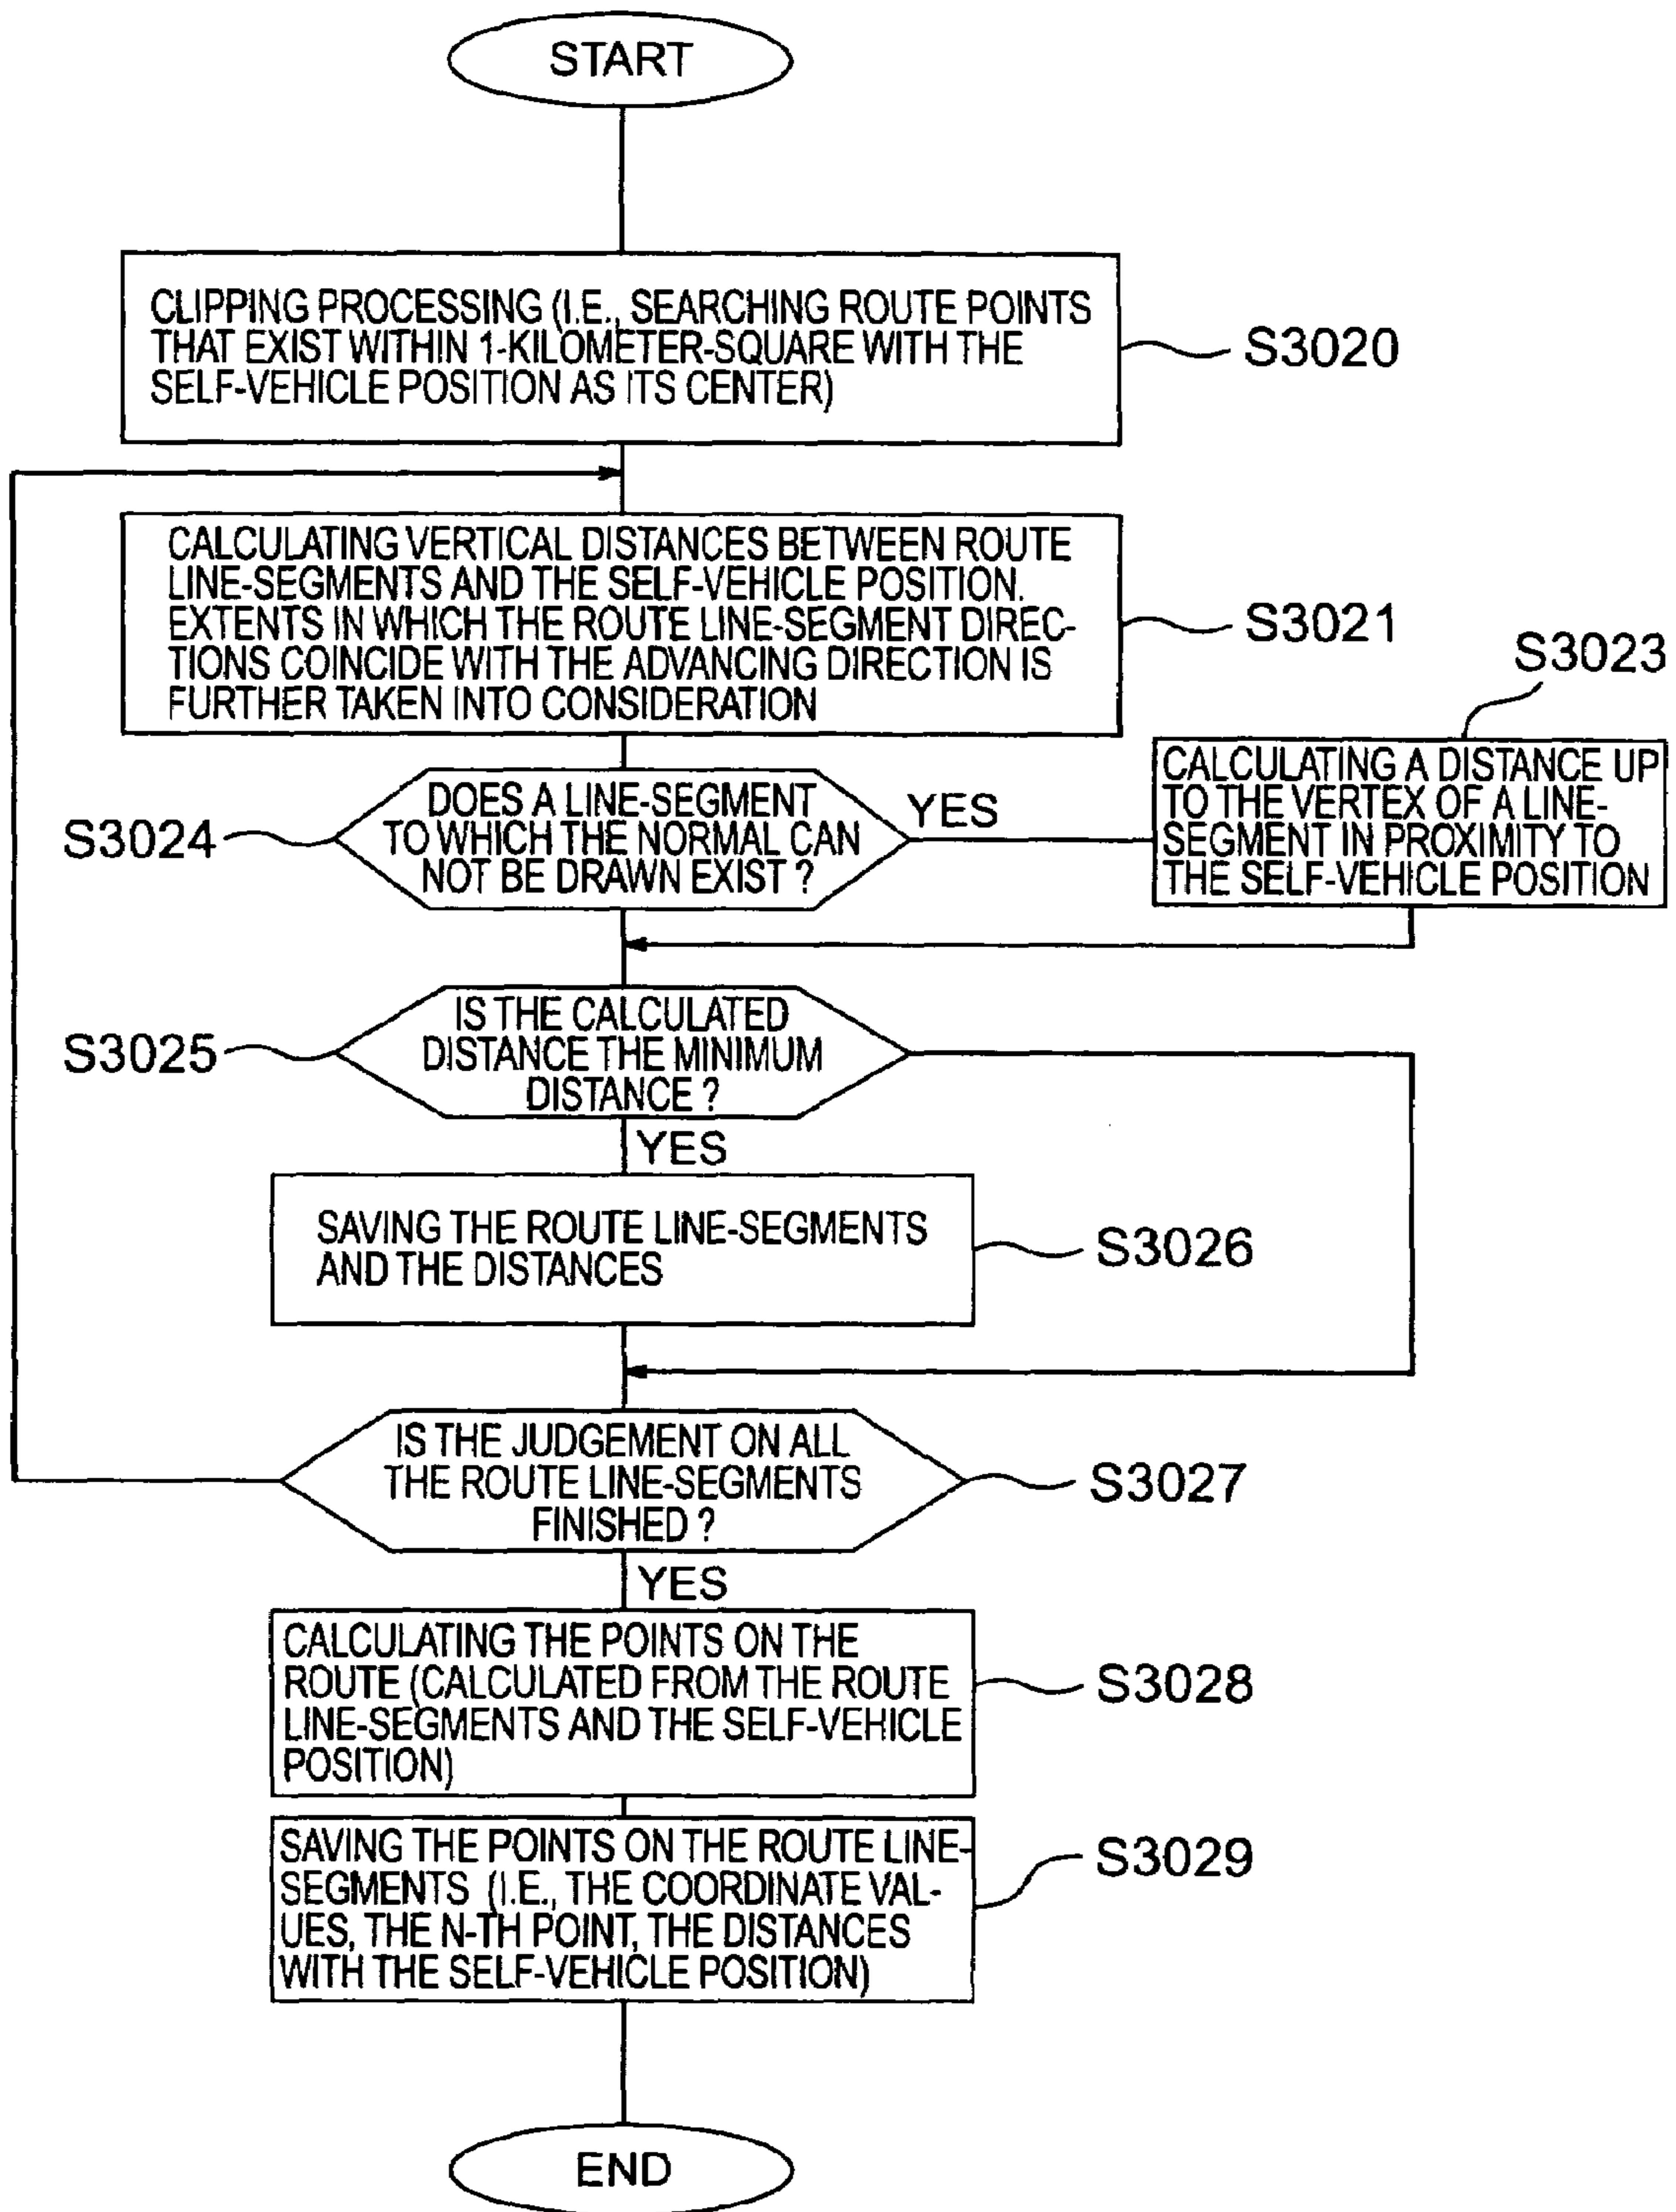 START
CLIPPING PROCESSING (I.E., SEARCHING ROUTE POINTS
THAT EXIST WITHIN 1-KILOMETER-SQUARE WITH THE
SELF-VEHICLE POSITION AS ITS CENTER)
S3020
CALCULATING VERTICAL DISTANCES BETWEEN ROUTE
LINE-SEGMENTS AND THE SELF-VEHICLE POSITION.
EXTENTS IN WHICH THE ROUTE LINE-SEGMENT DIREC-
TIONS COINCIDE WITH THE ADVANCING DIRECTION IS
FURTHER TAKEN INTO CONSIDERATION
S3021
S3023
CALCULATING A DISTANCE UP
TO THE VERTEX OF A LINE-
SEGMENT IN PROXIMITY TO
THE SELF-VEHICLE POSITION
S3024
DOES A LINE-SEGMENT
TO WHICH THE NORMAL CAN
NOT BE DRAWN EXIST ?
YES
S3025
IS THE CALCULATED
DISTANCE THE MINIMUM
DISTANCE ?
YES
SAVING THE ROUTE LINE-SEGMENTS
AND THE DISTANCES
S3026
IS THE JUDGEMENT ON ALL
THE ROUTE LINE-SEGMENTS
FINISHED ?
S3027
YES
CALCULATING THE POINTS ON THE
ROUTE (CALCULATED FROM THE ROUTE
LINE-SEGMENTS AND THE SELF-VEHICLE
POSITION)
S3028
SAVING THE POINTS ON THE ROUTE LINE-
SEGMENTS (I.E., THE COORDINATE VAL-
UES, THE N-TH POINT, THE DISTANCES
WITH THE SELF-VEHICLE POSITION)
S3029
END